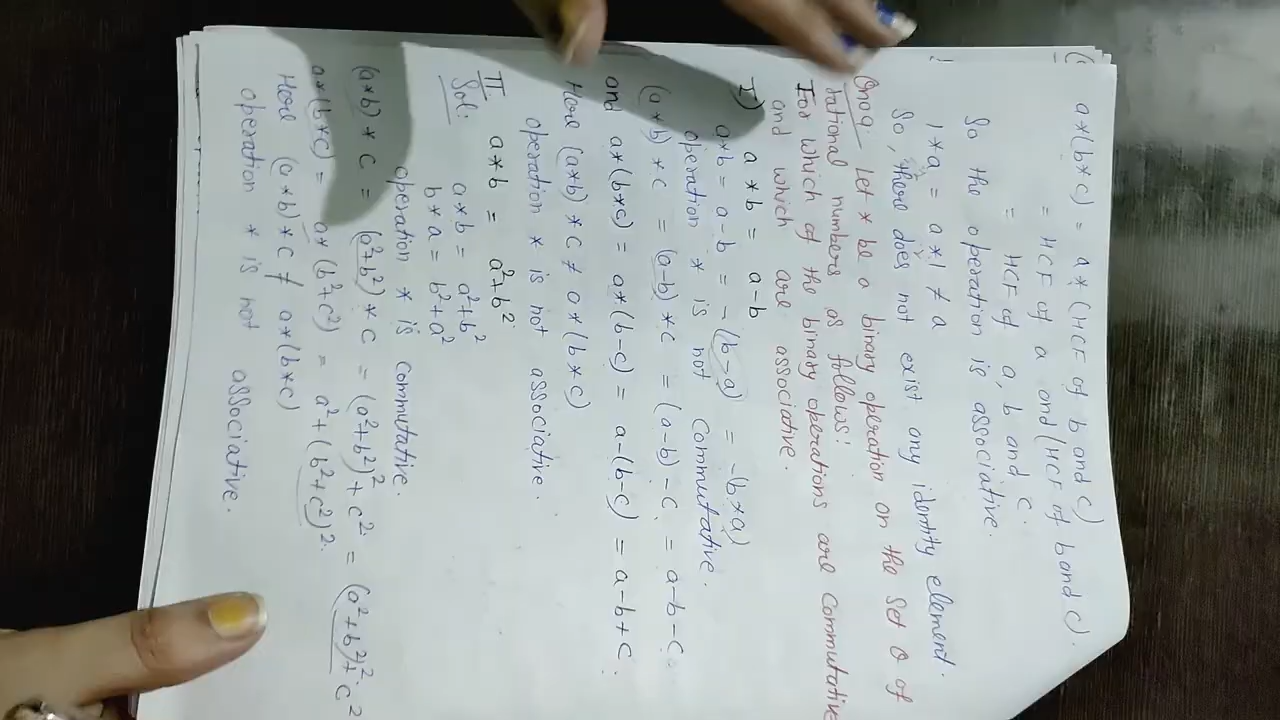 a*(b*c) = a*(HCF of b and c)
= HCF of a and (HCF of b and c)
= HCF of a, b and c.
So the operation is associative.
1*a = a*1 ≠ a
So, there does not exist any identity element.
Let * be a binary operation on the set Q of
rational numbers as follows:
For which of the binary operations are commutative
and which are associative.
I) a*b = a-b
a*b = a-b = -(b-a) = -(b*a)
operation * is not commutative.
(a*b)*c = (a-b)*c = (a-b)-c = a-b-c.
and a*(b*c) = a*(b-c) = a-(b-c) = a-b+c.
Here (a*b)*c ≠ a*(b*c)
operation * is not associative.
II. a*b = a²+b²
Sol: a*b = a²+b²
b*a = b²+a²
operation * is commutative.
(a*b)*c = (a²+b²)*c = (a²+b²)²+c² = (a²+b²)²+c²
a*(b*c) = a*(b²+c²) = a²+(b²+c²)².
Here (a*b)*c ≠ a*(b*c)
operation * is not associative.